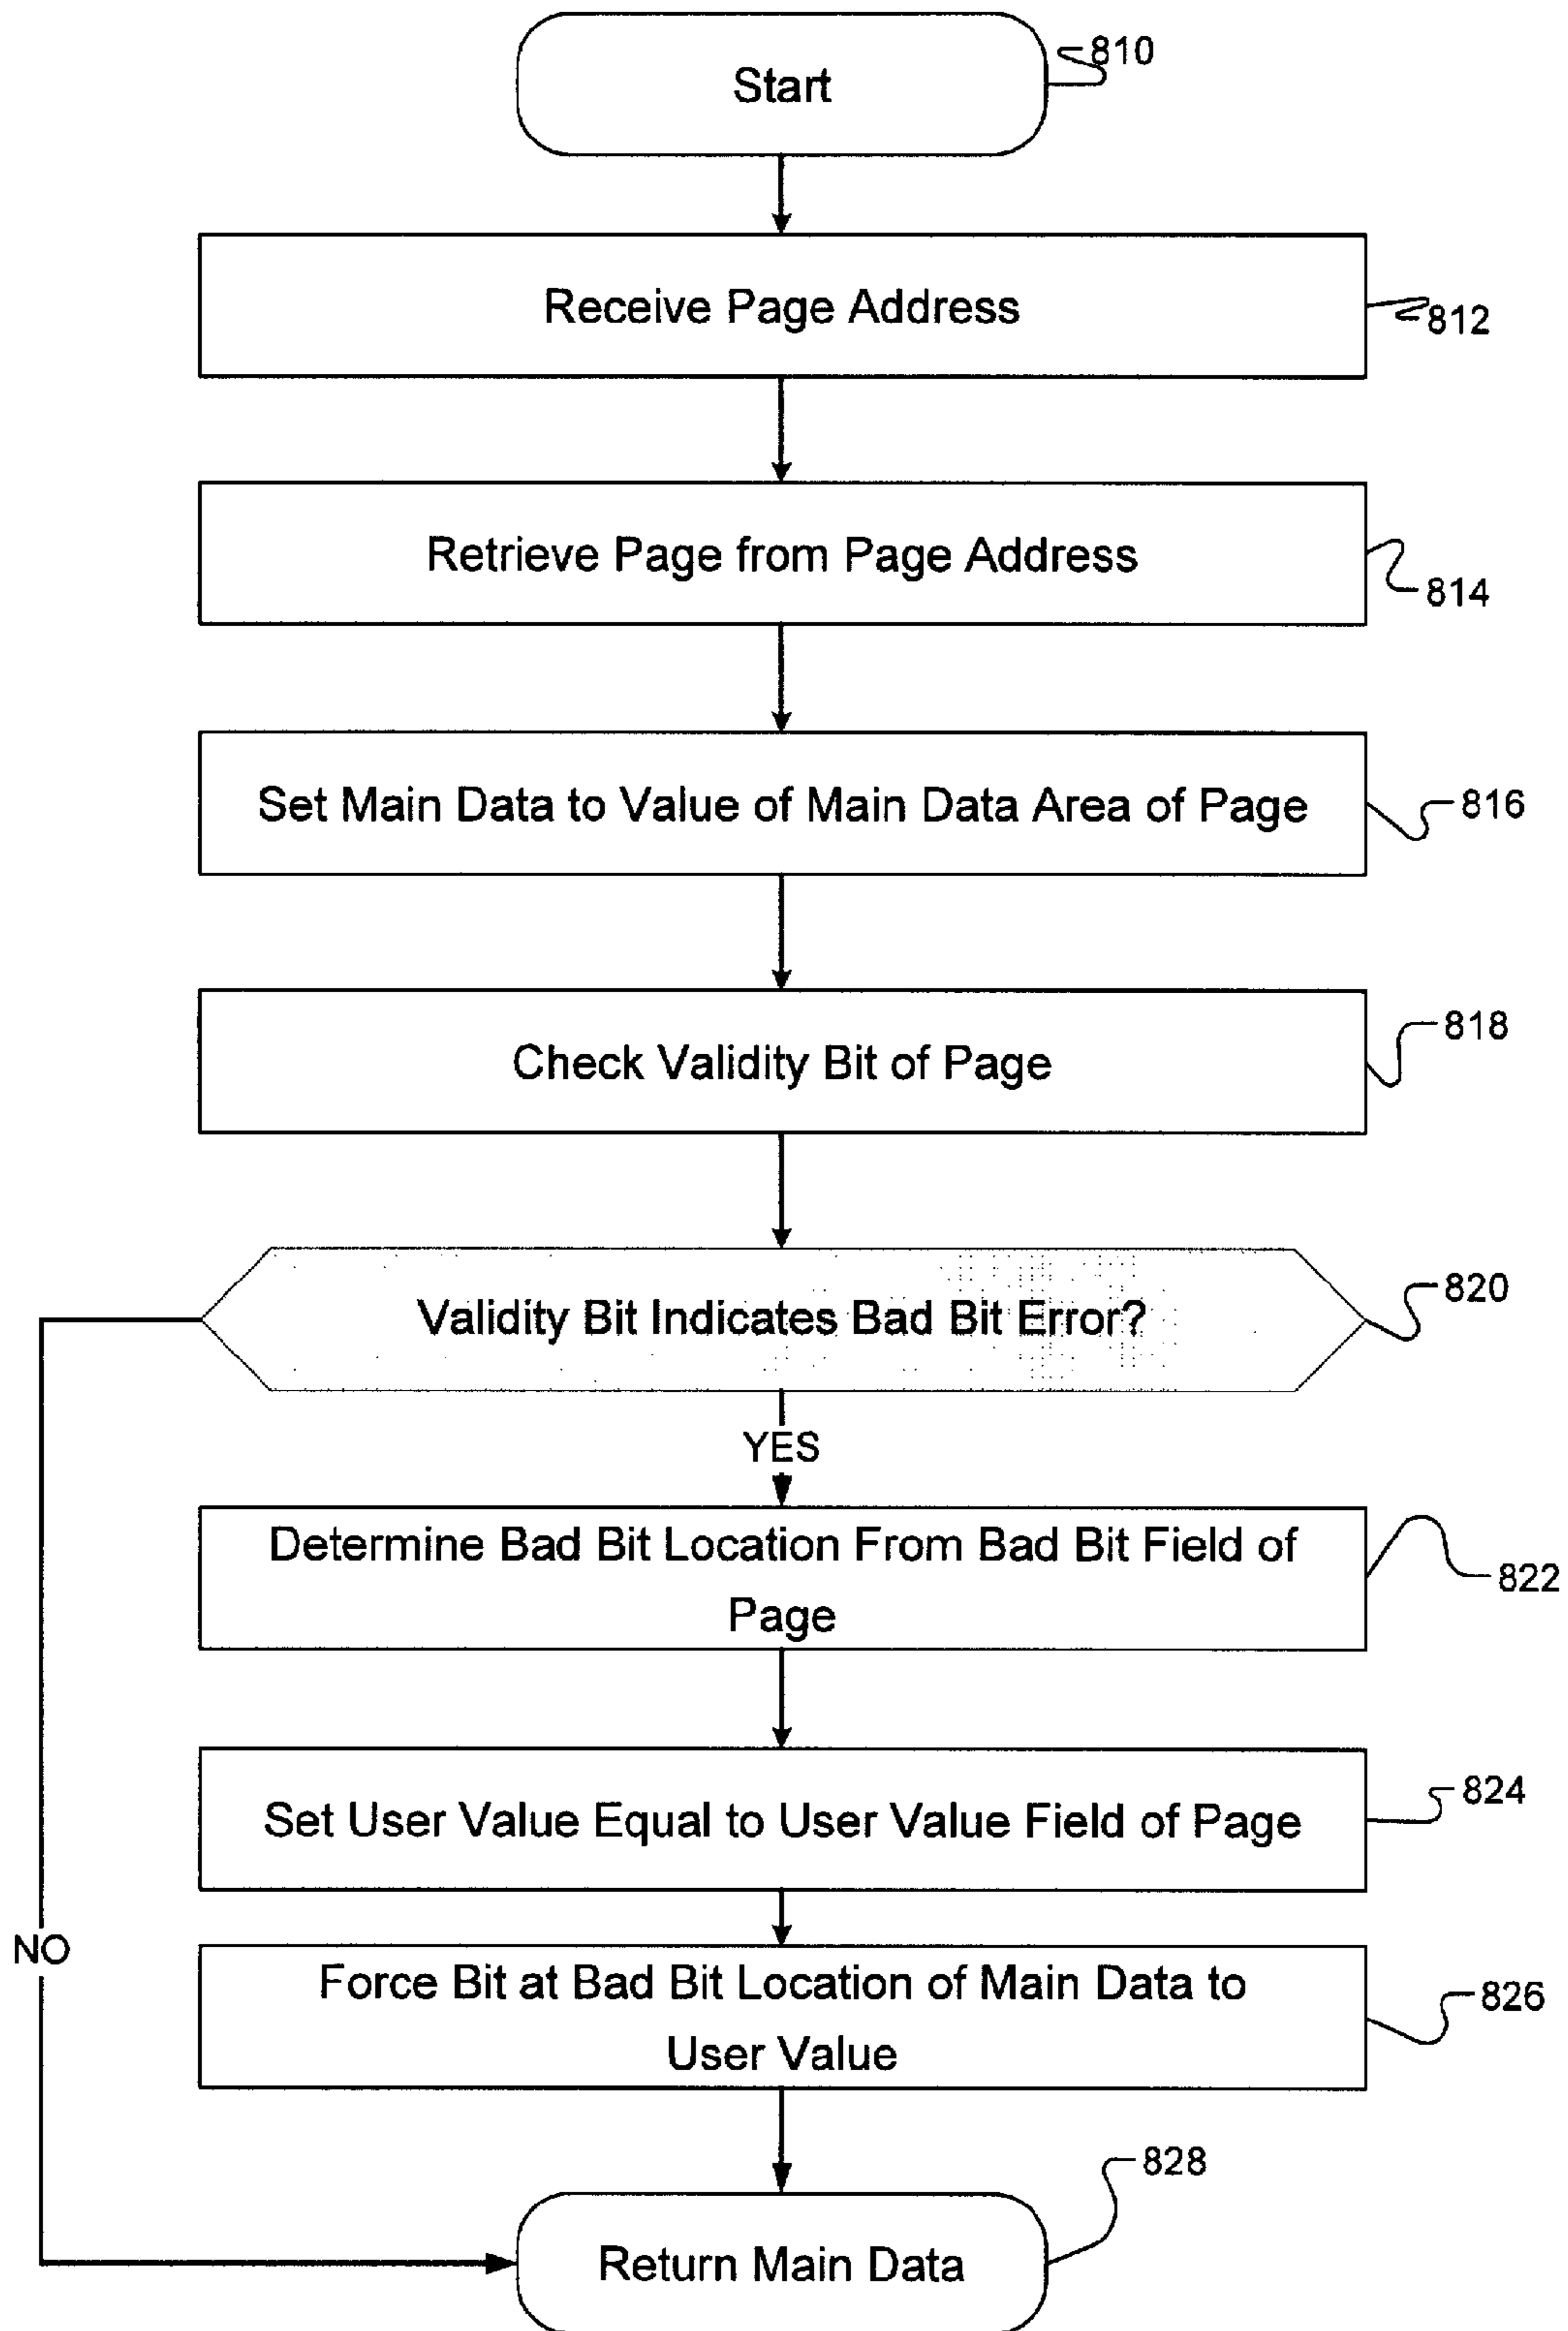 Start
810
Receive Page Address
812
Retrieve Page from Page Address
814
Set Main Data to Value of Main Data Area of Page
816
Check Validity Bit of Page
818
Validity Bit Indicates Bad Bit Error?
820
YES
Determine Bad Bit Location From Bad Bit Field of
Page
822
Set User Value Equal to User Value Field of Page
824
NO
Force Bit at Bad Bit Location of Main Data to
User Value
826
Return Main Data
828